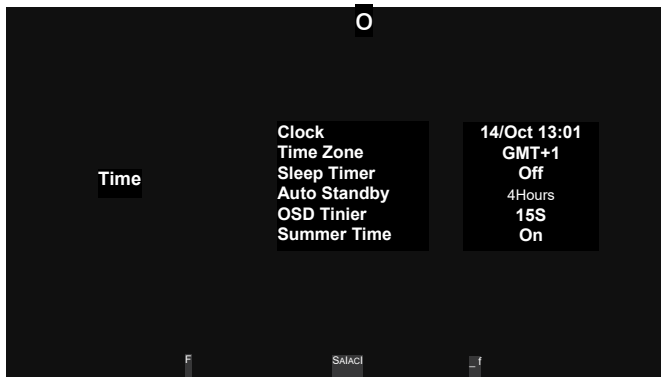 O
Time
Clock 14/Oct 13:01
Time Zone GMT+1
Sleep Timer Off
Auto Standby 4Hours
OSD Tinier 15S
Summer Time On
F SAIACI _ f